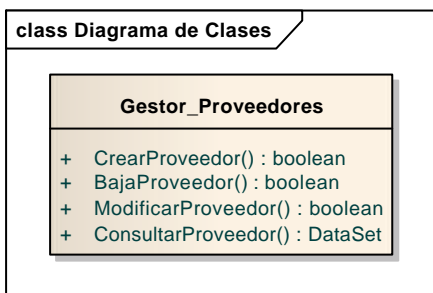 class Diagrama de Clases
Gestor_Proveedores
+ CrearProveedor() : boolean
+ BajaProveedor() : boolean
+ ModificarProveedor() : boolean
+ ConsultarProveedor() : DataSet